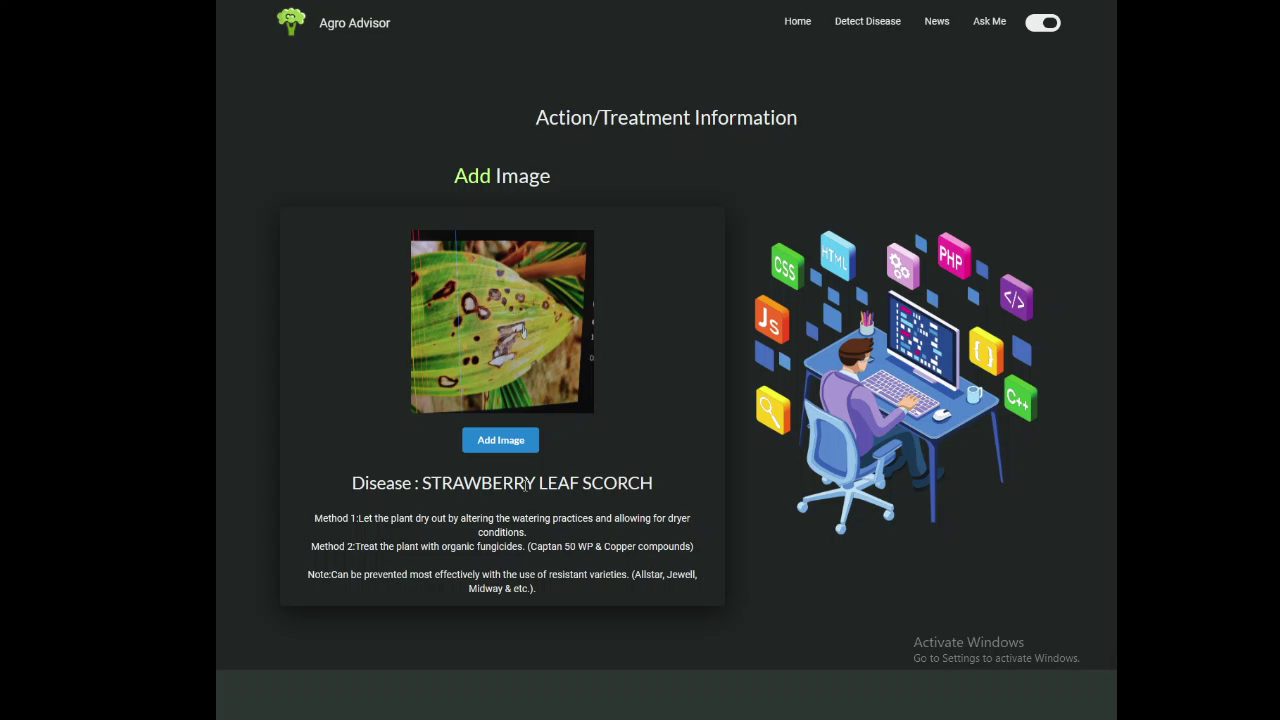 Agro Advisor
Home
Detect Disease
News
Ask Me
Action/Treatment Information
Add Image
CSS
HTML
PHP
</>
Js
{ }
C++
Add Image
Disease : STRAWBERRY LEAF SCORCH
Method 1:Let the plant dry out by altering the watering practices and allowing for dryer
conditions.
Method 2:Treat the plant with organic fungicides. (Captan 50 WP & Copper compounds)
Note:Can be prevented most effectively with the use of resistant varieties. (Allstar, Jewell,
Midway & etc.).
Activate Windows
Go to Settings to activate Windows.